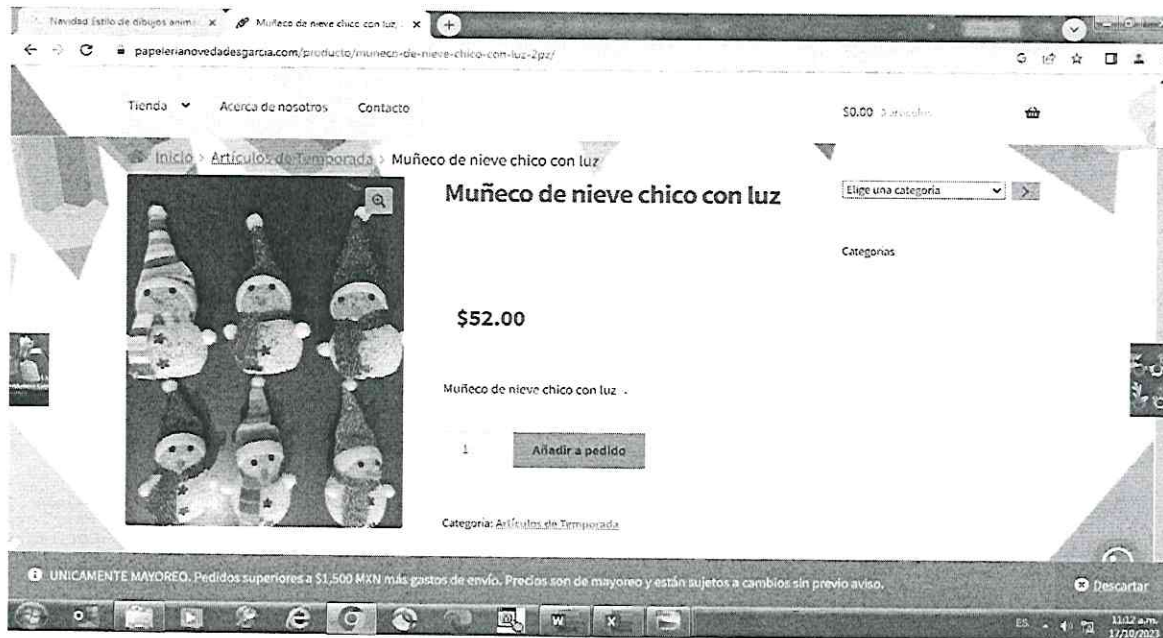 Navidad Estilo de dibujos anim
Muñeco de nieve chico con luz,
papelerianovedadesgarcia.com/producto/muneco-de-nieve-chico-con-luz-2pz/
Tienda
Acerca de nosotros
Contacto
$0.00
Inicio > Artículos de Temporada > Muñeco de nieve chico con luz
Muñeco de nieve chico con luz
Elige una categoría
Categorías
$52.00
Muñeco de nieve chico con luz .
1
Añadir a pedido
Categoría: Artículos de Temporada
UNICAMENTE MAYOREO. Pedidos superiores a $1,500 MXN más gastos de envío. Precios son de mayoreo y están sujetos a cambios sin previo aviso.
Descartar
ES
11:12 a.m.